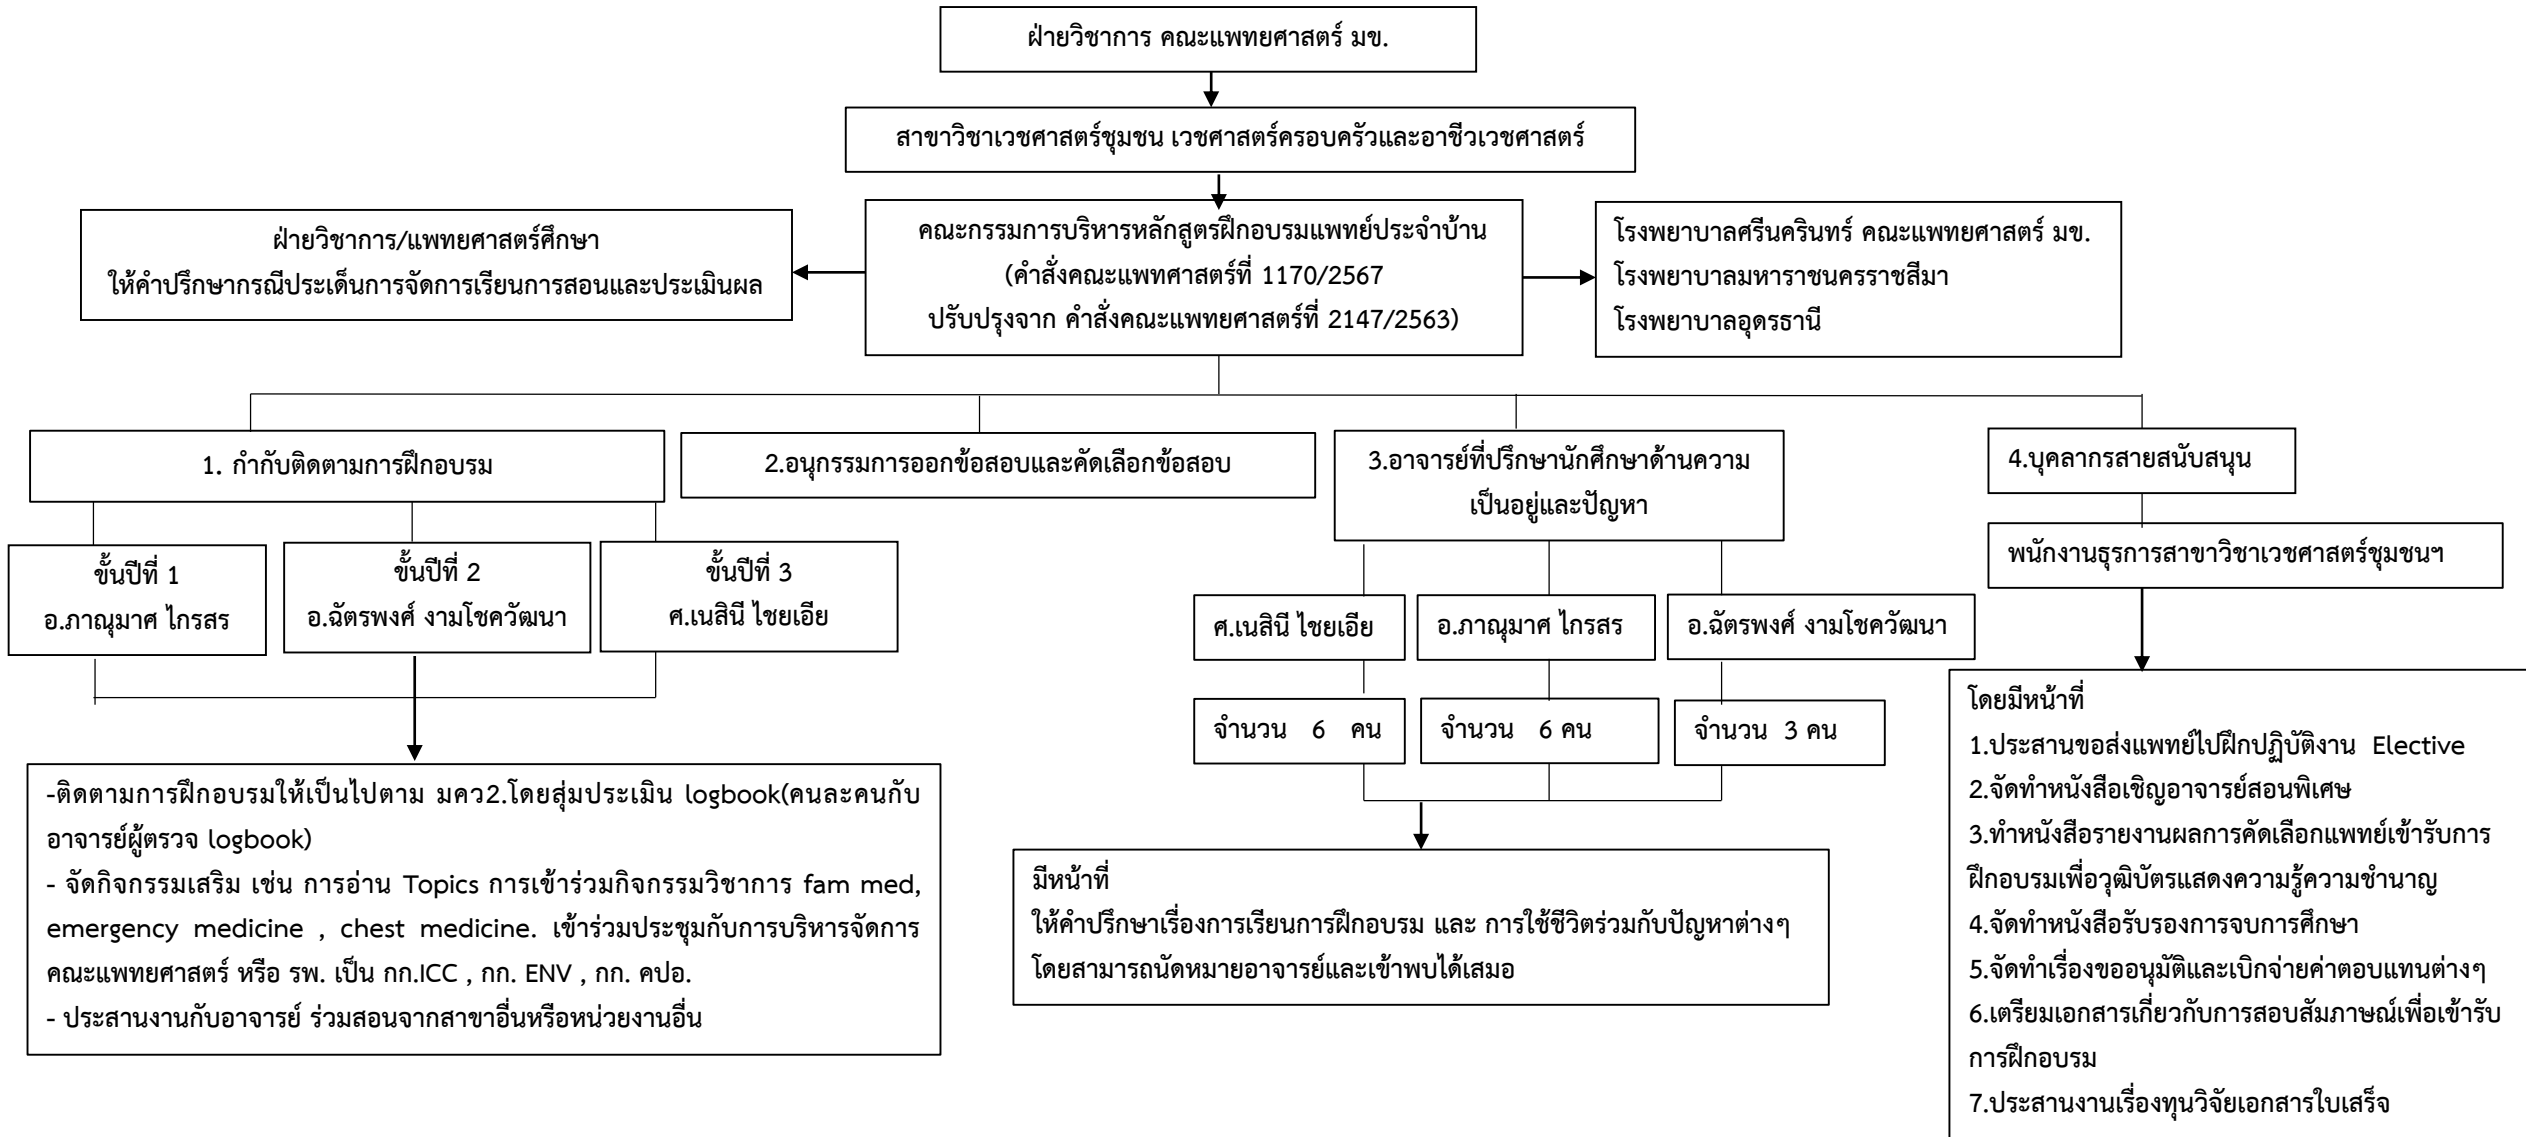 ฝ่ายวิชาการ คณะแพทยศาสตร์ มข.
สาขาวิชาเวชศาสตร์ชุมชน เวชศาสตร์ครอบครัวและอาชีวเวชศาสตร์
ฝ่ายวิชาการ/แพทยศาสตร์ศึกษา
ให้คำปรึกษากรณีประเด็นการจัดการเรียนการสอนและประเมินผล
คณะกรรมการบริหารหลักสูตรฝึกอบรมแพทย์ประจำบ้าน
(คำสั่งคณะแพทศาสตร์ที่ 1170/2567
ปรับปรุงจาก คำสั่งคณะแพทยศาสตร์ที่ 2147/2563)
โรงพยาบาลศรีนครินทร์ คณะแพทยศาสตร์ มข.
โรงพยาบาลมหาราชนครราชสีมา
โรงพยาบาลอุดรธานี
1. กำกับติดตามการฝึกอบรม
2.อนุกรรมการออกข้อสอบและคัดเลือกข้อสอบ
3.อาจารย์ที่ปรึกษานักศึกษาด้านความ
เป็นอยู่และปัญหา
4.บุคลากรสายสนับสนุน
ชั้นปีที่ 1
อ.ภาณุมาศ ไกรสร
ชั้นปีที่ 2
อ.ฉัตรพงศ์ งามโชควัฒนา
ชั้นปีที่ 3
ศ.เนสินี ไชยเอีย
พนักงานธุรการสาขาวิชาเวชศาสตร์ชุมชนฯ
ศ.เนสินี ไชยเอีย
อ.ภาณุมาศ ไกรสร
อ.ฉัตรพงศ์ งามโชควัฒนา
จำนวน 6 คน
จำนวน 6 คน
จำนวน 3 คน
-ติดตามการฝึกอบรมให้เป็นไปตาม มคว2.โดยสุ่มประเมิน logbook(คนละคนกับ
อาจารย์ผู้ตรวจ logbook)
- จัดกิจกรรมเสริม เช่น การอ่าน Topics การเข้าร่วมกิจกรรมวิชาการ fam med,
emergency medicine , chest medicine. เข้าร่วมประชุมกับการบริหารจัดการ
คณะแพทยศาสตร์ หรือ รพ. เป็น กก.ICC , กก. ENV , กก. คปอ.
- ประสานงานกับอาจารย์ ร่วมสอนจากสาขาอื่นหรือหน่วยงานอื่น
มีหน้าที่
ให้คำปรึกษาเรื่องการเรียนการฝึกอบรม และ การใช้ชีวิตร่วมกับปัญหาต่างๆ
โดยสามารถนัดหมายอาจารย์และเข้าพบได้เสมอ
โดยมีหน้าที่
1.ประสานขอส่งแพทย์ไปฝึกปฏิบัติงาน Elective
2.จัดทำหนังสือเชิญอาจารย์สอนพิเศษ
3.ทำหนังสือรายงานผลการคัดเลือกแพทย์เข้ารับการ
ฝึกอบรมเพื่อวุฒิบัตรแสดงความรู้ความชำนาญ
4.จัดทำหนังสือรับรองการจบการศึกษา
5.จัดทำเรื่องขออนุมัติและเบิกจ่ายค่าตอบแทนต่างๆ
6.เตรียมเอกสารเกี่ยวกับการสอบสัมภาษณ์เพื่อเข้ารับ
การฝึกอบรม
7.ประสานงานเรื่องทุนวิจัยเอกสารใบเสร็จ